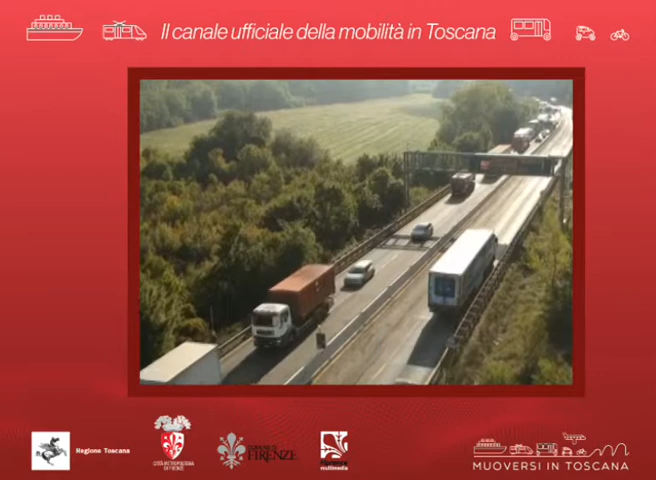 Il canale ufficiale della mobilità in Toscana
Regione Toscana
CITTÀ METROPOLITANA
DI FIRENZE
COMUNE DI
FIRENZE
multimedia
MUOVERSI IN TOSCANA